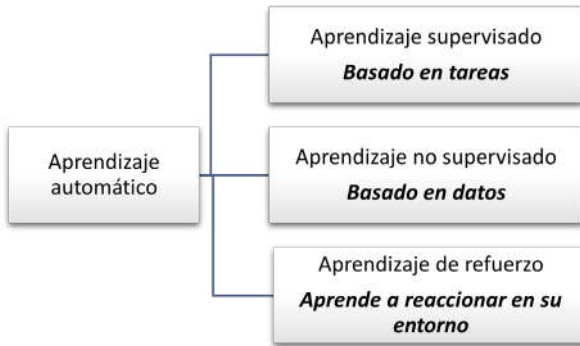 Aprendizaje
automático
Aprendizaje supervisado
Basado en tareas
Aprendizaje no supervisado
Basado en datos
Aprendizaje de refuerzo
Aprende a reaccionar en su
entorno